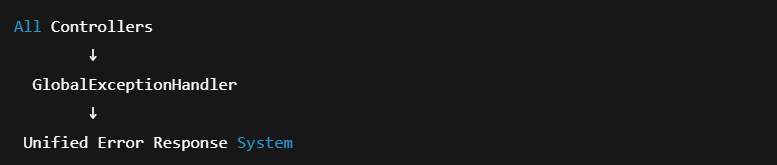 All Controllers
↓
GlobalExceptionHandler
↓
Unified Error Response System